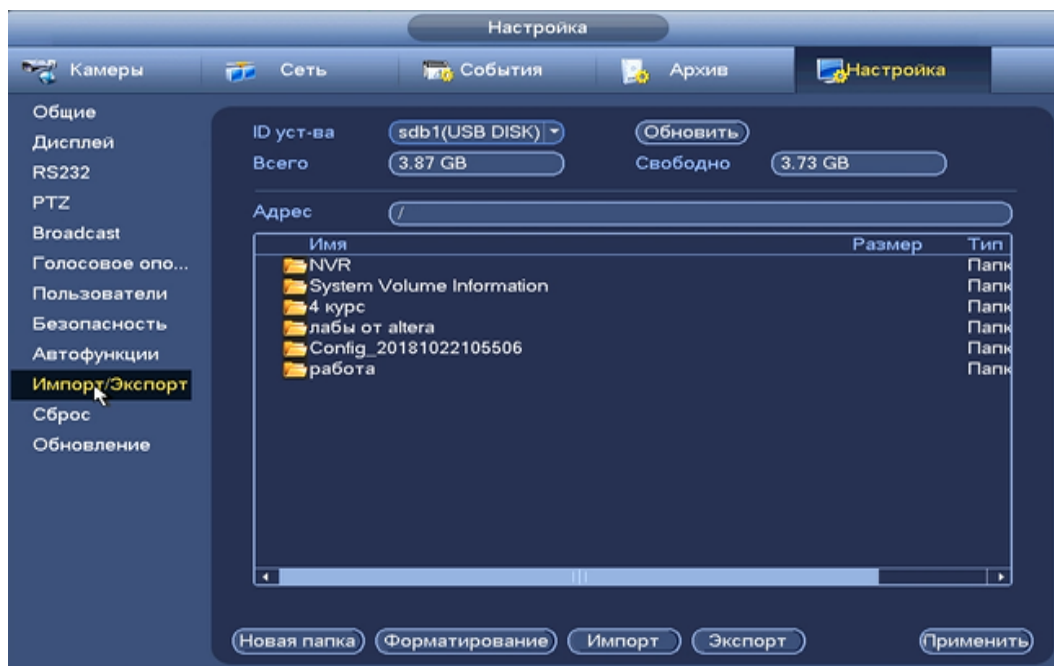 Настройка
Камеры Сеть События Архив Настройка
Общие
Дисплей
RS232
PTZ
Broadcast
Голосовое опо...
Пользователи
Безопасность
Автофункции
Импорт/Экспорт
Сброс
Обновление
ID уст-ва sdb1(USB DISK) Обновить
Всего 3.87 GB Свободно 3.73 GB
Адрес /
Имя Размер Тип
NVR Папк
System Volume Information Папк
4 курс Папк
лабы от altera Папк
Config_20181022105506 Папк
работа Папк
Новая папка Форматирование Импорт Экспорт Применить